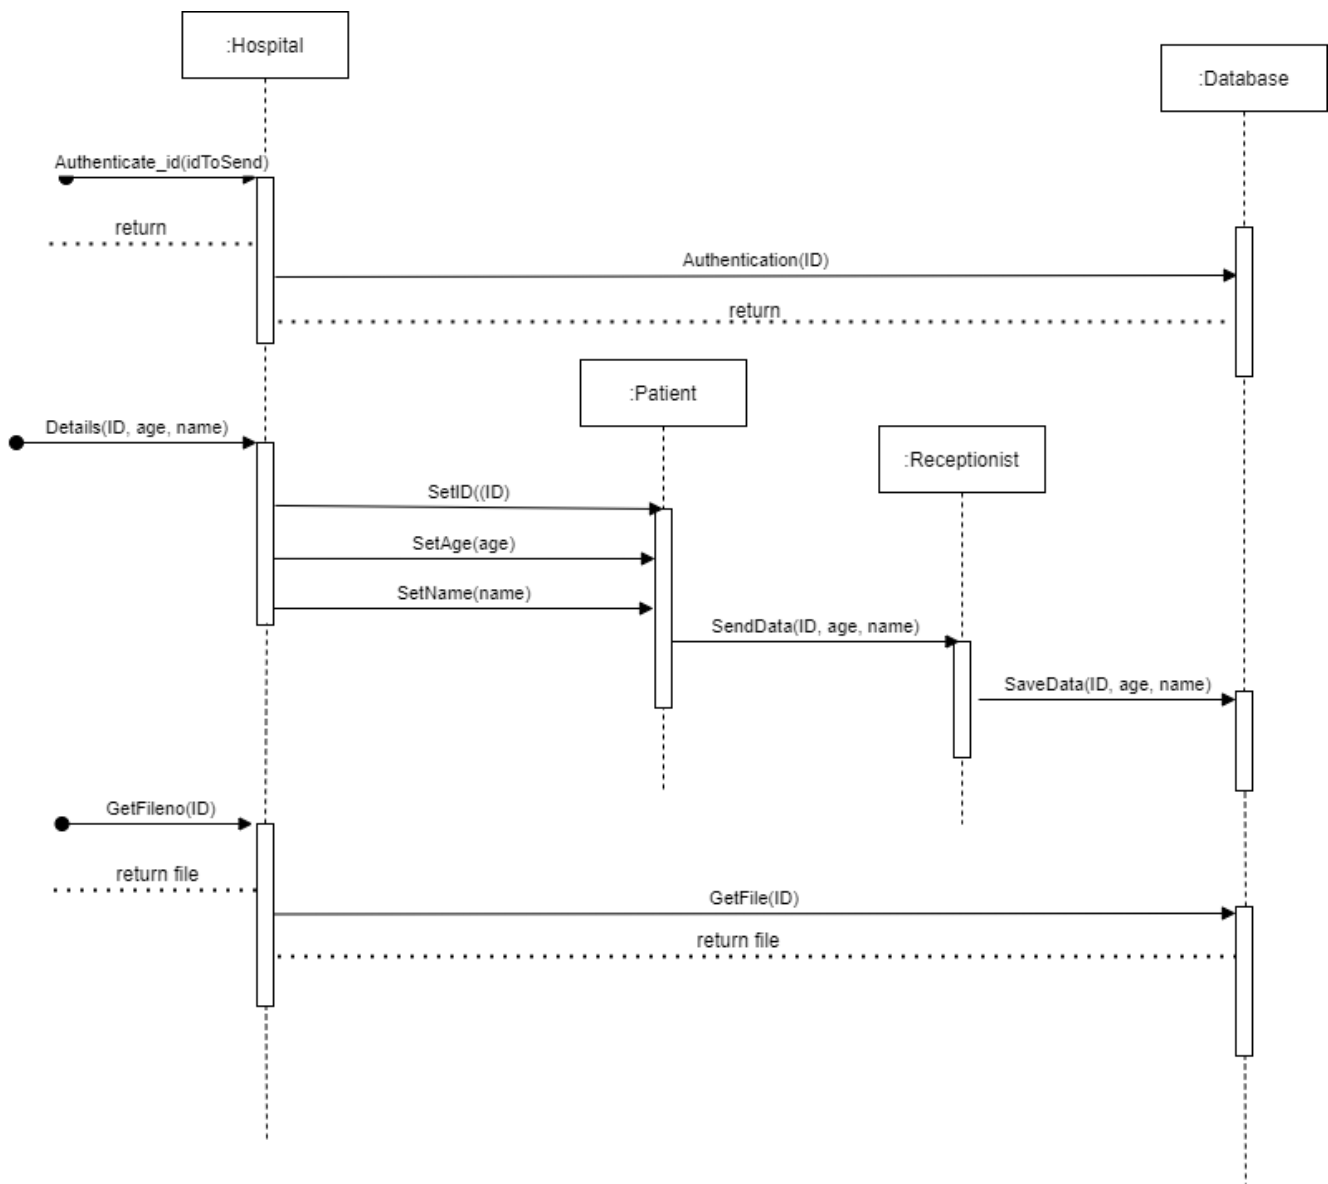 :Hospital
:Database
Authenticate_id(idToSend)
return
Authentication(ID)
return
:Patient
Details(ID, age, name)
:Receptionist
SetID((ID)
SetAge(age)
SetName(name)
SendData(ID, age, name)
SaveData(ID, age, name)
GetFileno(ID)
return file
GetFile(ID)
return file